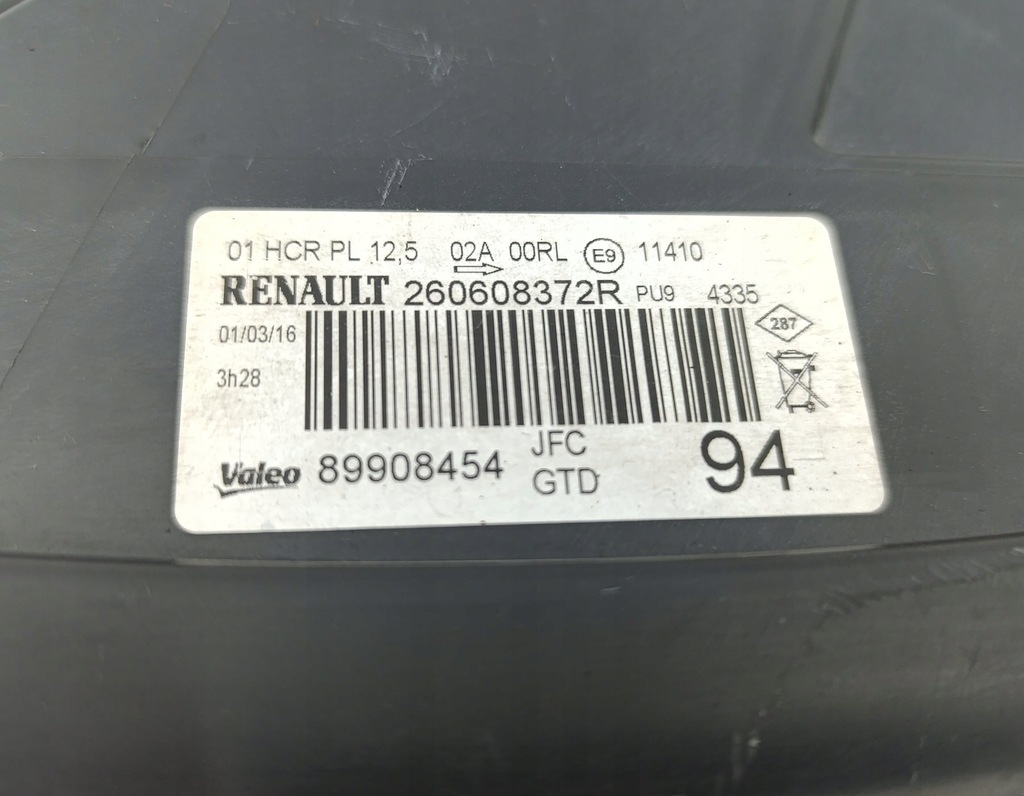 01 HCR PL 12,5 02A 00RL E9 11410
RENAULT 260608372R PU9 4335
01/03/16
287
3h28
JFC
Valeo 89908454
GTD
94